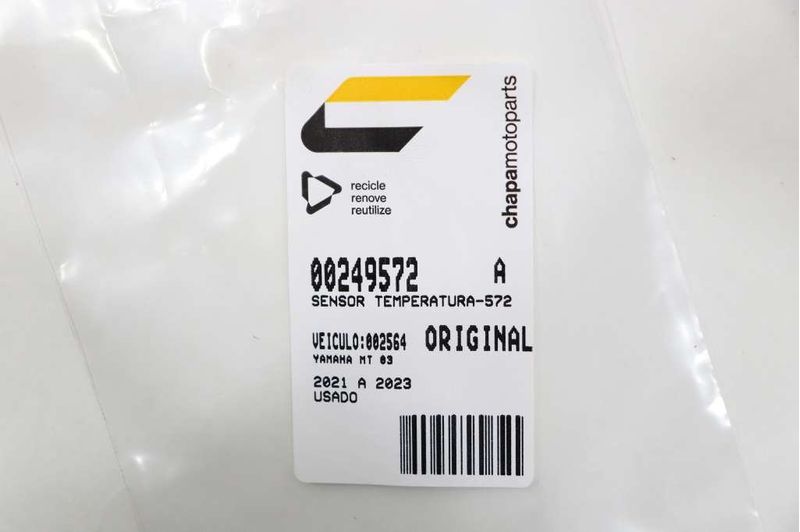 chapamotoparts
recicle
renove
reutilize
00249572 A
SENSOR TEMPERATURA-572
VEICULO:002564 ORIGINAL
YAMAHA MT 03
2021 A 2023
USADO